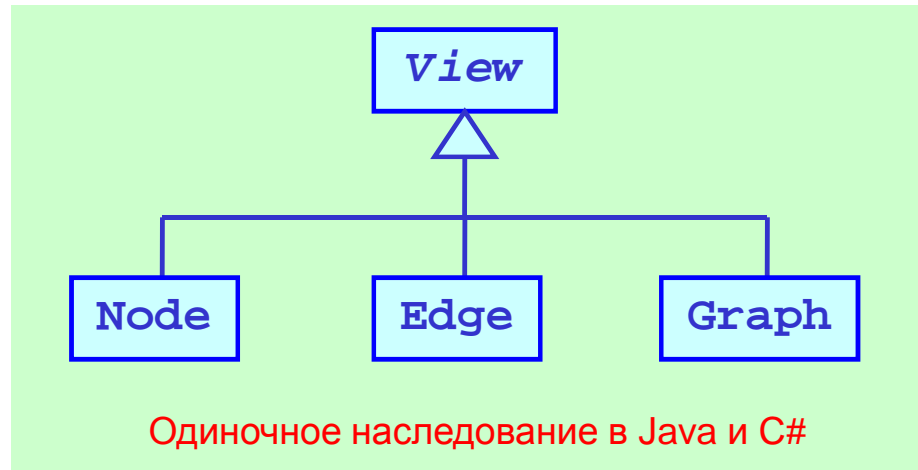 View
Node Edge Graph
Одиночное наследование в Java и C#